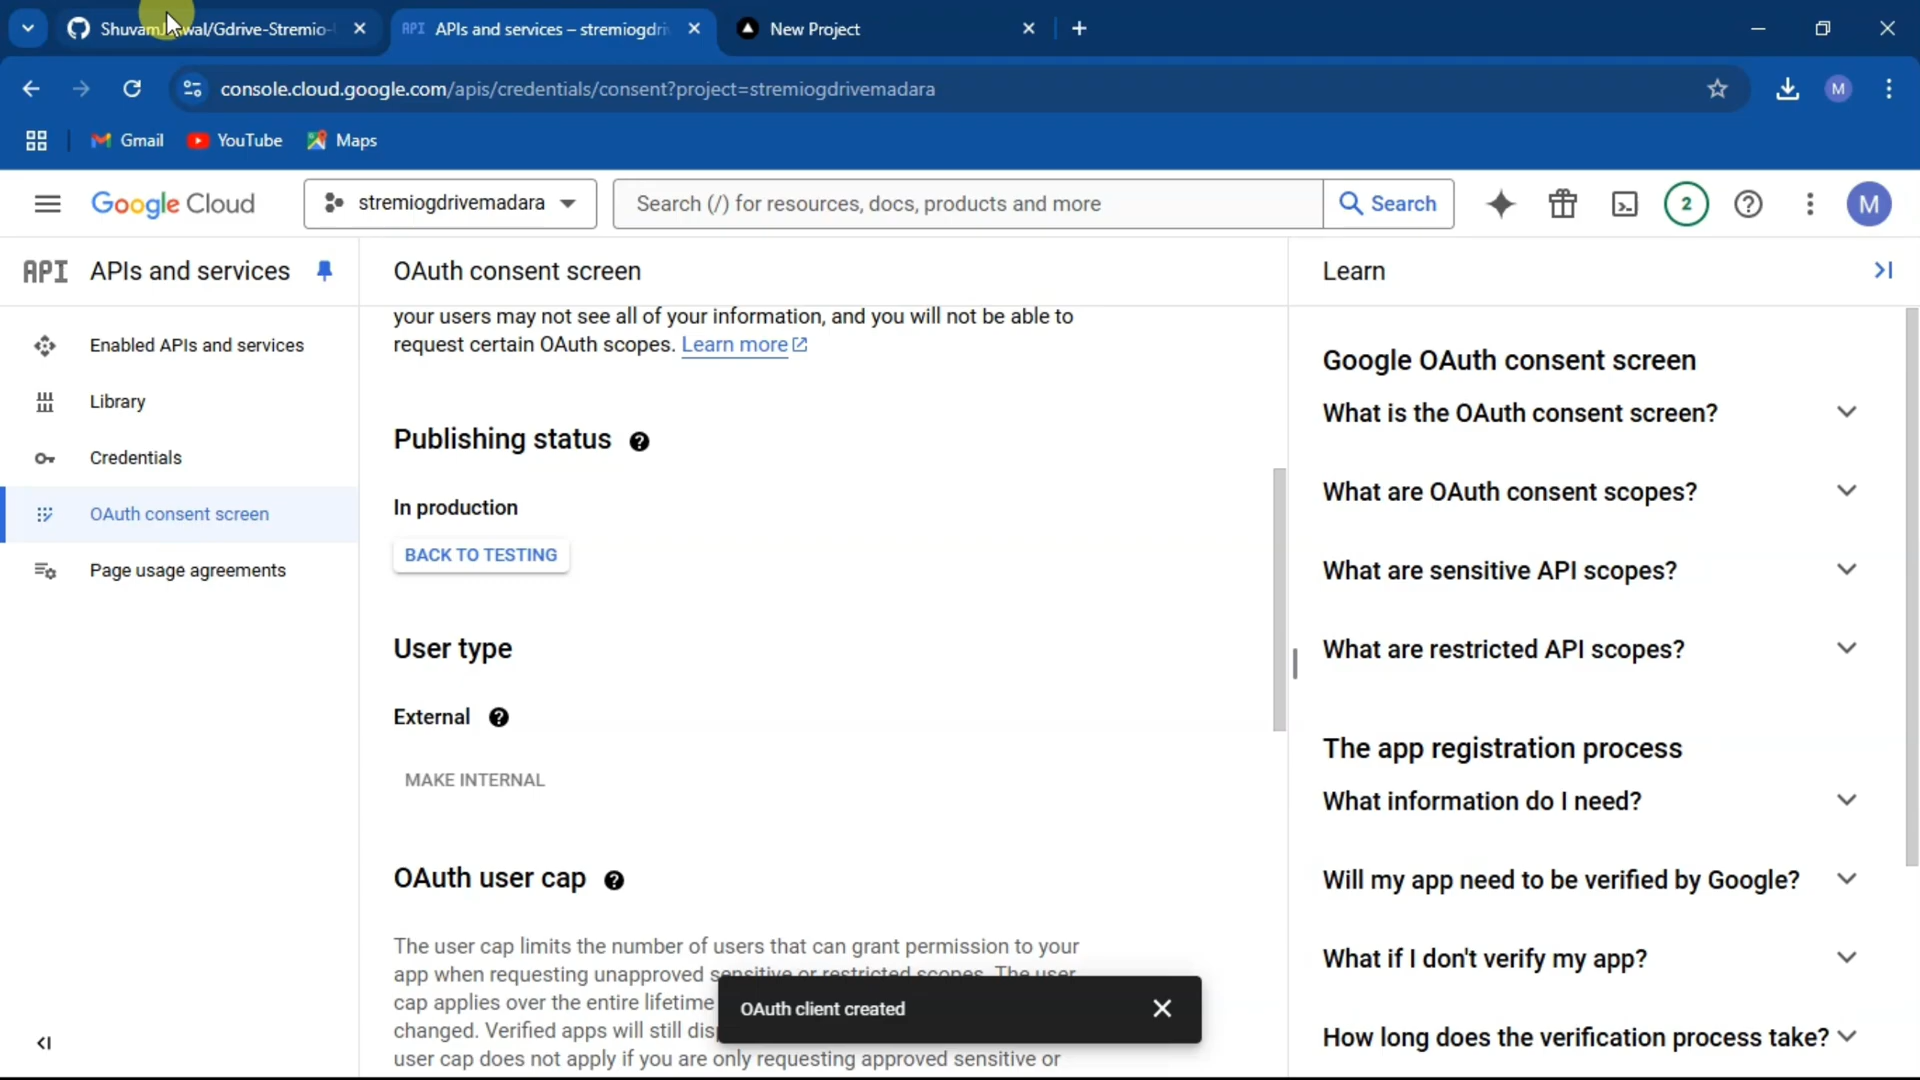 ShuvamJ wal/Gdrive-Stremio-
API APIs and services – stremiogdri
New Project
console.cloud.google.com/apis/credentials/consent?project=stremiogdrivemadara
M
Gmail
YouTube
Maps
Google Cloud
stremiogdrivemadara
Search (/) for resources, docs, products and more
Search
2
M
API APIs and services
OAuth consent screen
Learn
Enabled APIs and services
Library
Credentials
OAuth consent screen
Page usage agreements
your users may not see all of your information, and you will not be able to
request certain OAuth scopes. Learn more
Publishing status
In production
BACK TO TESTING
User type
External
MAKE INTERNAL
OAuth user cap
The user cap limits the number of users that can grant permission to your
app when requesting unapproved sensitive or restricted scopes. The user
cap applies over the entire lifetime
changed. Verified apps will still dis
user cap does not apply if you are only requesting approved sensitive or
OAuth client created
Google OAuth consent screen
What is the OAuth consent screen?
What are OAuth consent scopes?
What are sensitive API scopes?
What are restricted API scopes?
The app registration process
What information do I need?
Will my app need to be verified by Google?
What if I don't verify my app?
How long does the verification process take?